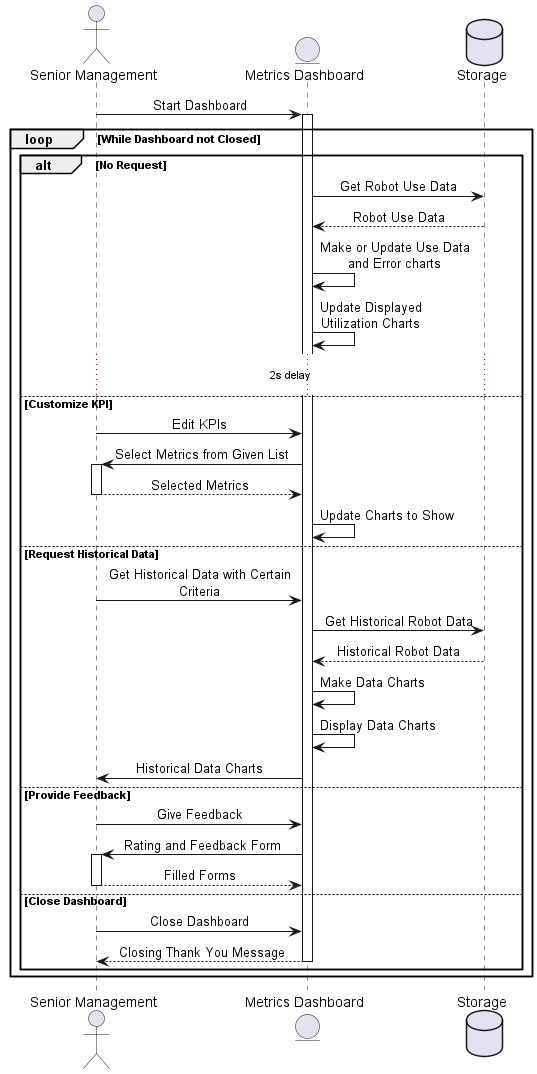 Senior Management
Metrics Dashboard
Storage
Start Dashboard
loop
[While Dashboard not Closed]
alt
[No Request]
Get Robot Use Data
Robot Use Data
Make or Update Use Data
and Error charts
Update Displayed
Utilization Charts
2s delay
[Customize KPI]
Edit KPIs
Select Metrics from Given List
Selected Metrics
Update Charts to Show
[Request Historical Data]
Get Historical Data with Certain
Criteria
Get Historical Robot Data
Historical Robot Data
Make Data Charts
Display Data Charts
Historical Data Charts
[Provide Feedback]
Give Feedback
Rating and Feedback Form
Filled Forms
[Close Dashboard]
Close Dashboard
Closing Thank You Message
Senior Management
Metrics Dashboard
Storage